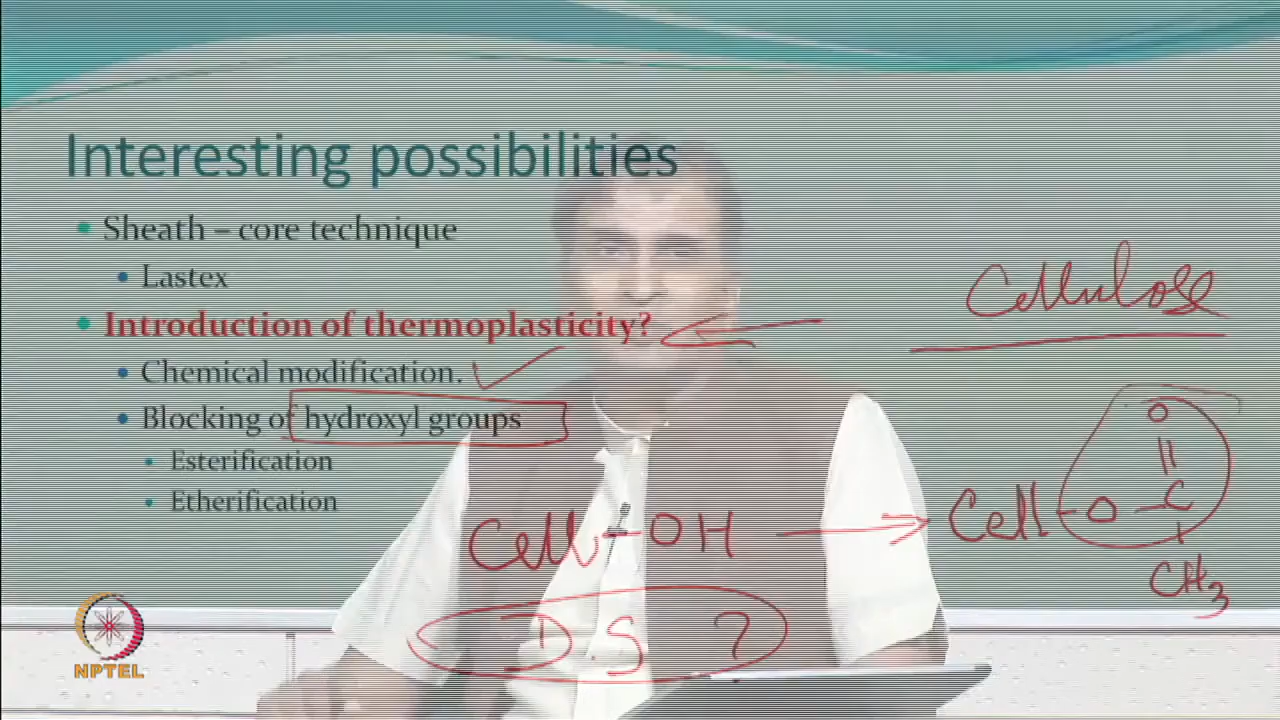 Interesting possibilities
• Sheath – core technique
• Lastex
• Introduction of thermoplasticity?
• Chemical modification.
• Blocking of hydroxyl groups
• Esterification
• Etherification
Cellulose
Cell-OH → Cell-O-C
O
||
CH3
D.S ?
NPTEL